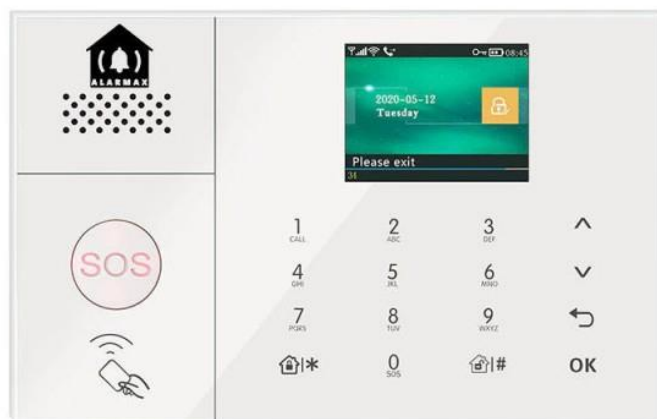 ALARMAX
08:45
2020-05-12
Tuesday
Please exit
34
SOS
1
CALL
2
ABC
3
DEF
4
GHI
5
JKL
6
MNO
7
PQRS
8
TUV
9
WXYZ
|*
0
SOS
|#
OK